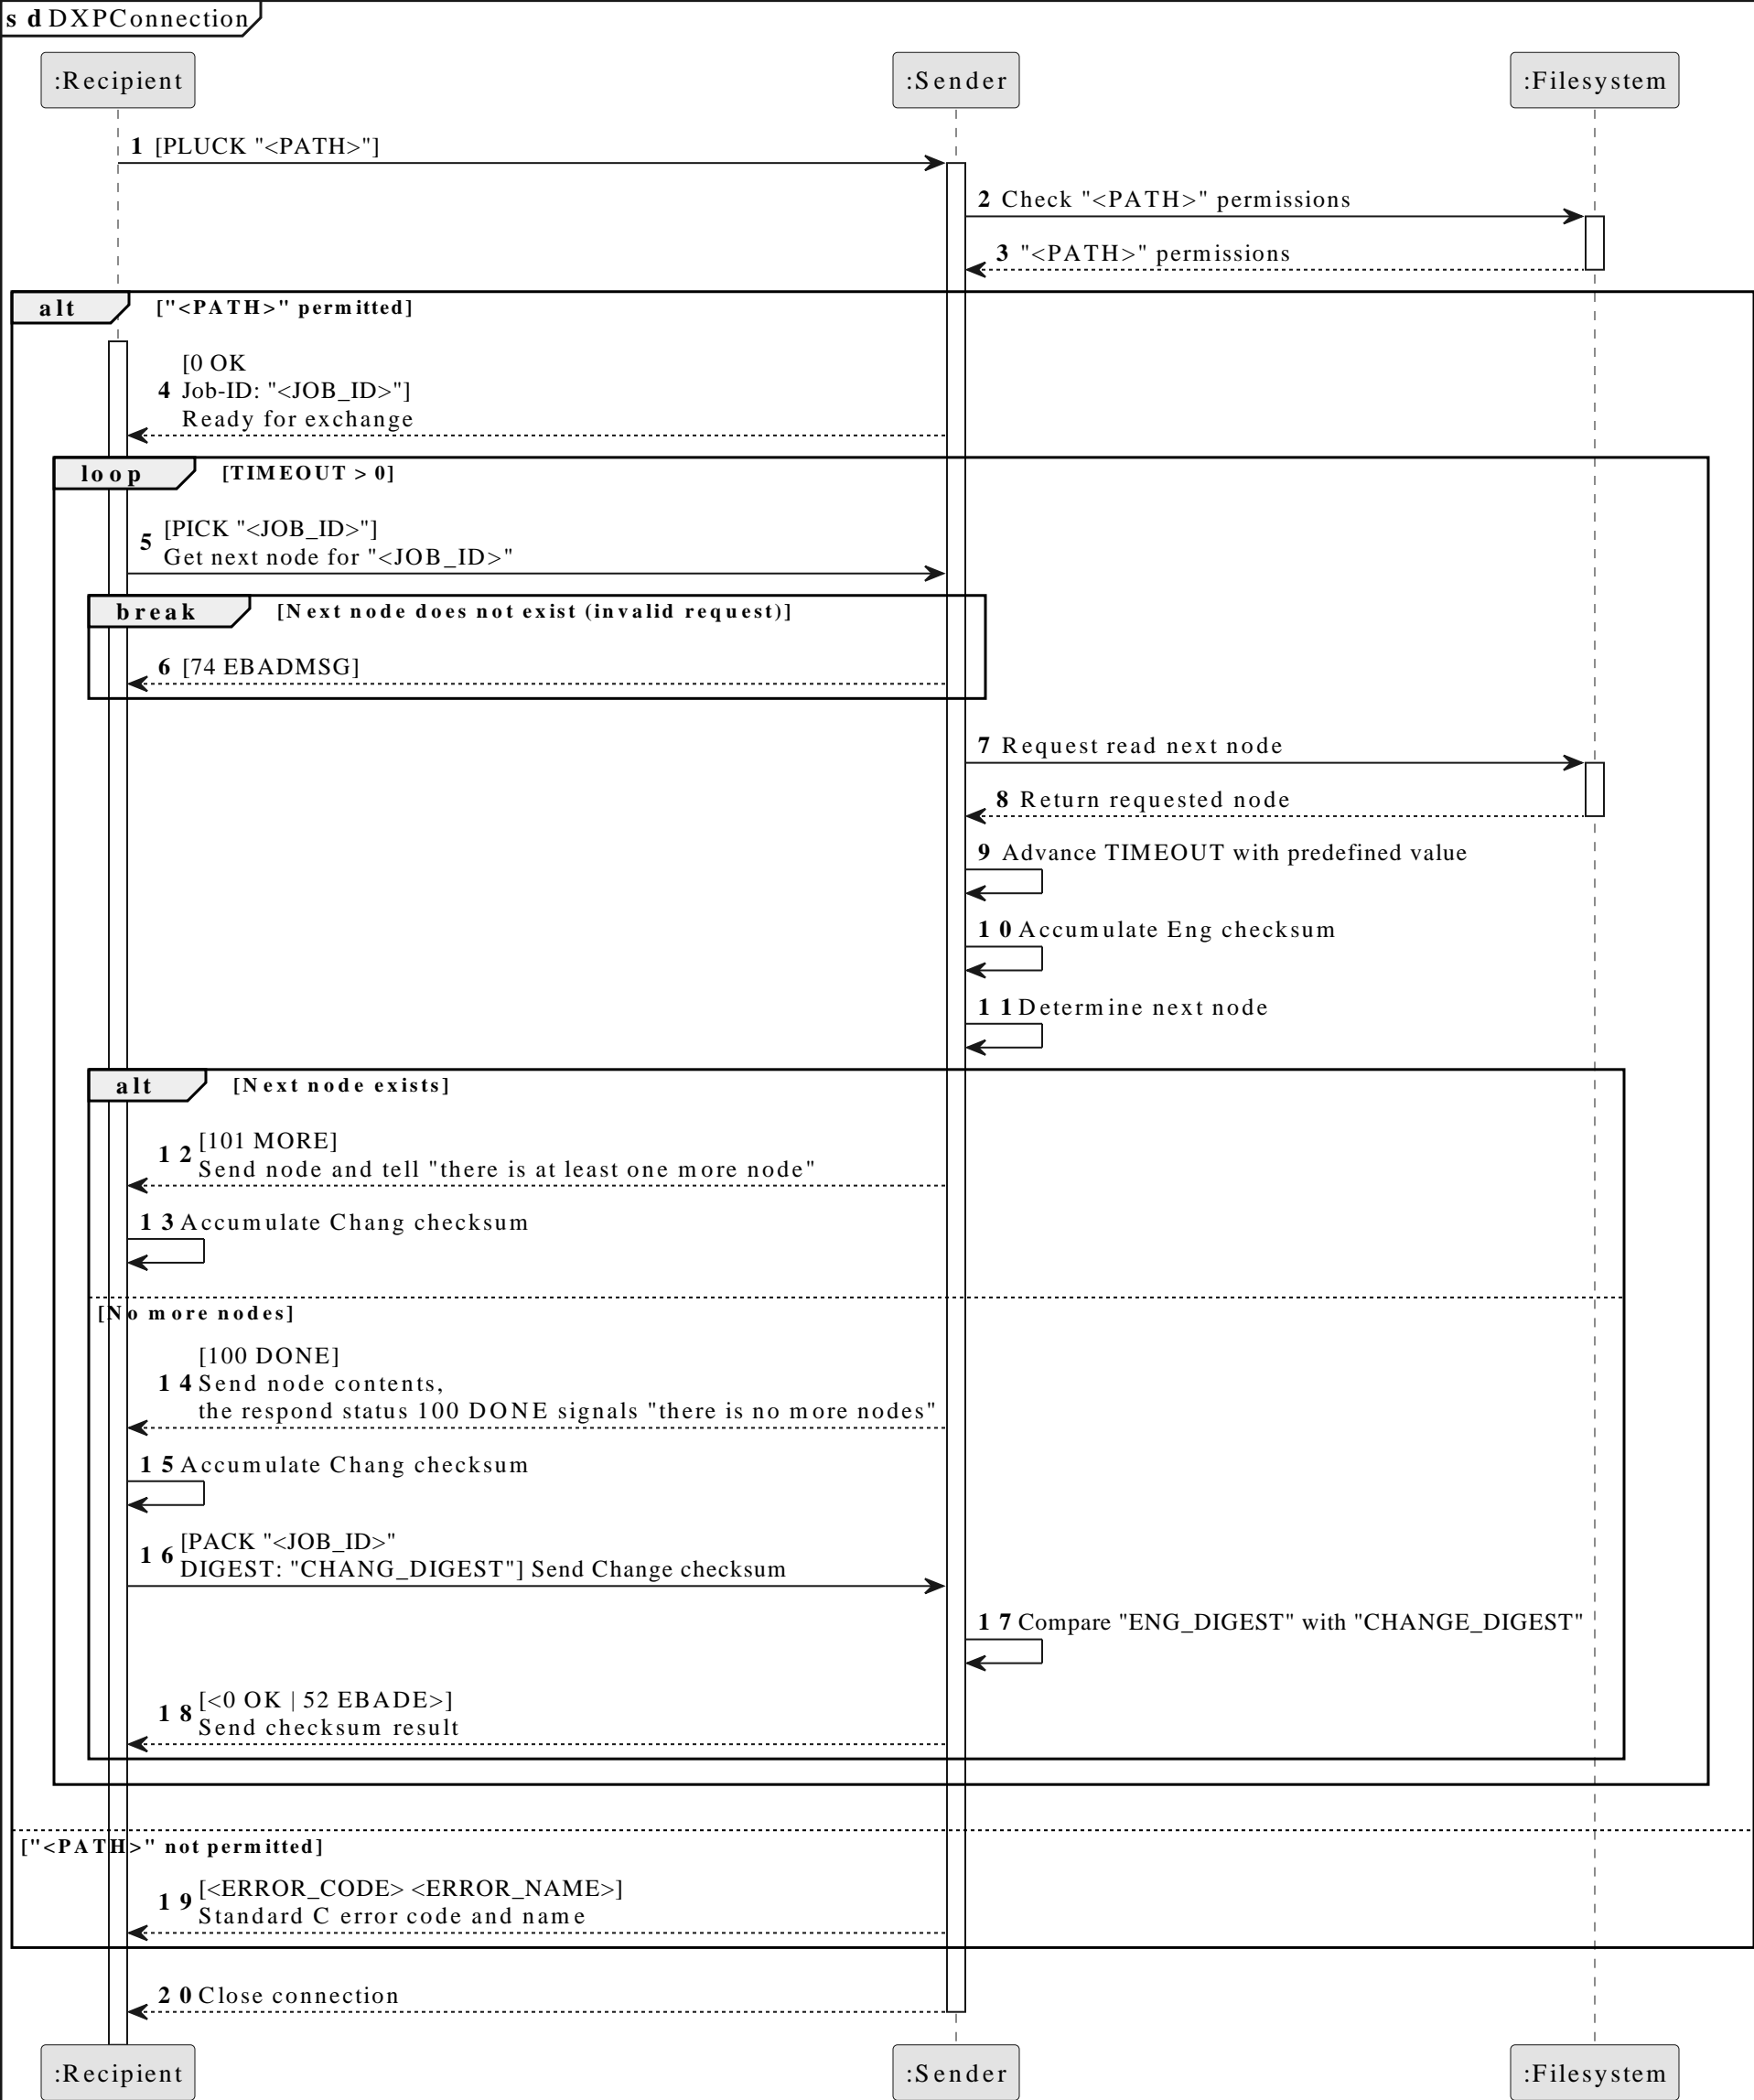 sd DXPConnection
:Recipient :Sender :Filesystem
1 [PLUCK "<PATH>"]
2 Check "<PATH>" permissions
3 "<PATH>" permissions
alt ["<PATH>" permitted]
[0 OK
4 Job-ID: "<JOB_ID>"]
Ready for exchange
loop [TIMEOUT > 0]
5 [PICK "<JOB_ID>"]
Get next node for "<JOB_ID>"
break [Next node does not exist (invalid request)]
6 [74 EBADMSG]
7 Request read next node
8 Return requested node
9 Advance TIMEOUT with predefined value
10 Accumulate Eng checksum
11 Determine next node
alt [Next node exists]
12 [101 MORE]
Send node and tell "there is at least one more node"
13 Accumulate Chang checksum
[No more nodes]
[100 DONE]
14 Send node contents,
the respond status 100 DONE signals "there is no more nodes"
15 Accumulate Chang checksum
16 [PACK "<JOB_ID>"
DIGEST: "CHANG_DIGEST"] Send Change checksum
17 Compare "ENG_DIGEST" with "CHANGE_DIGEST"
18 [<0 OK | 52 EBADE>]
Send checksum result
["<PATH>" not permitted]
19 [<ERROR_CODE> <ERROR_NAME>]
Standard C error code and name
20 Close connection
:Recipient :Sender :Filesystem